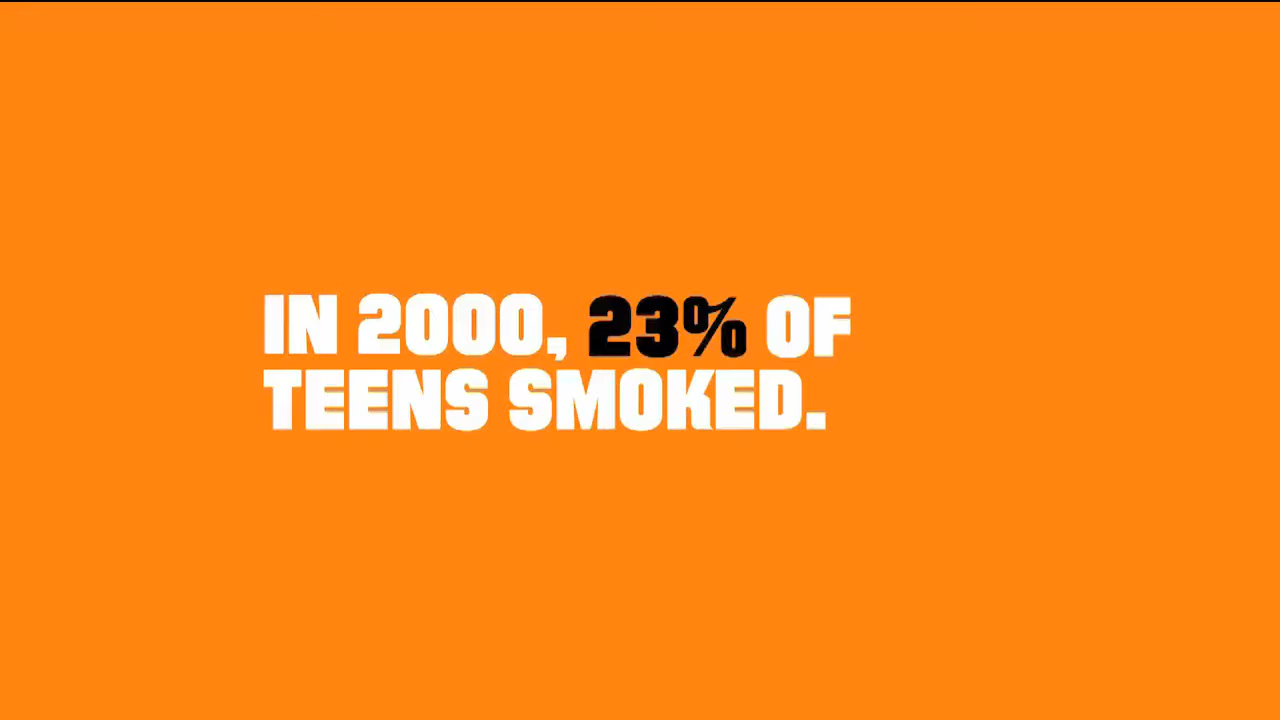 IN 2000, 23% OF
TEENS SMOKED.